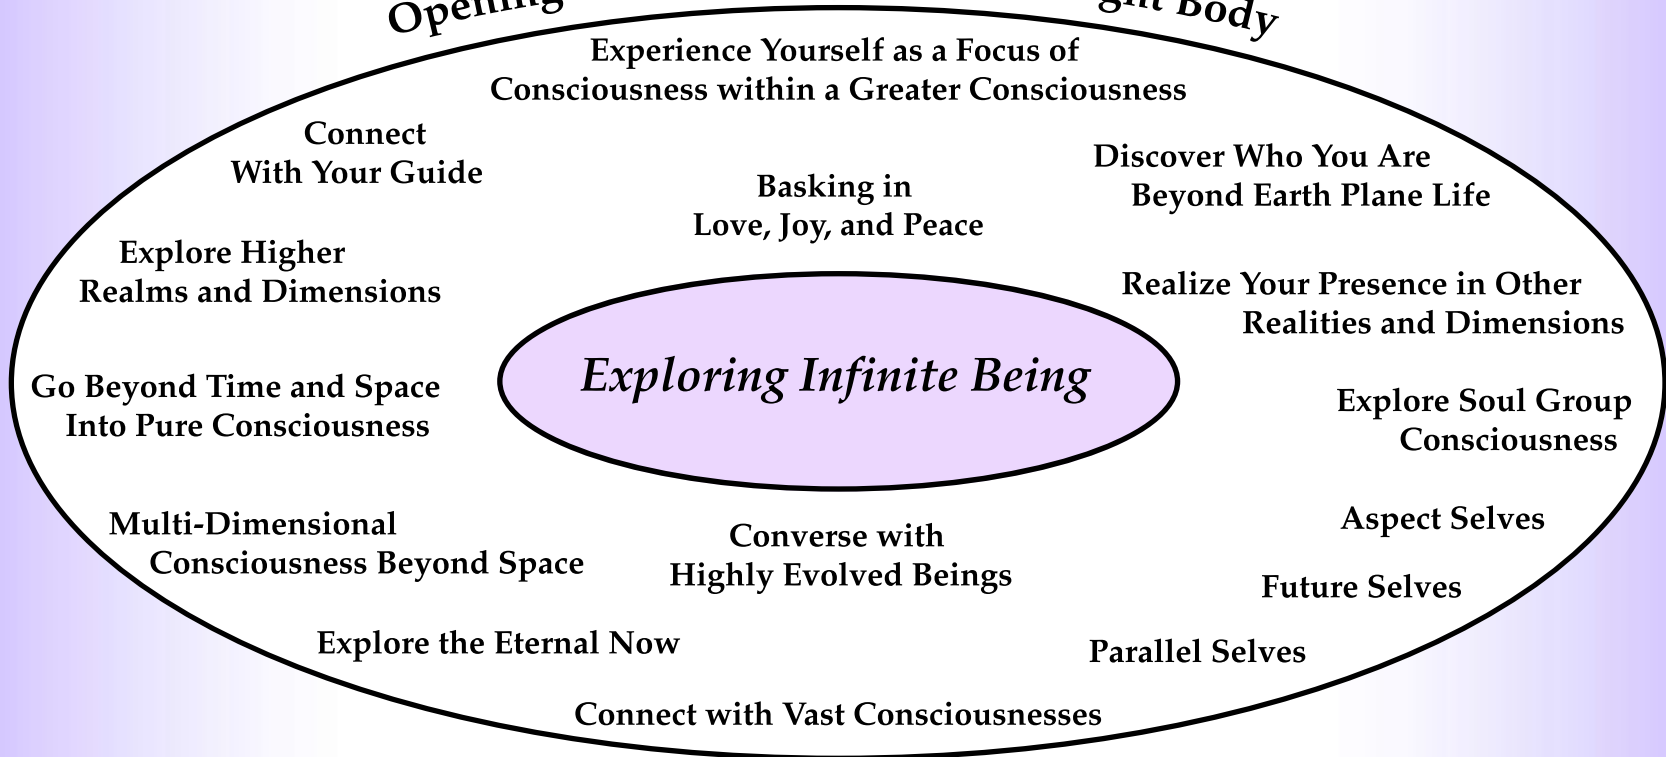 Opening
Body
Experience Yourself as a Focus of
Consciousness within a Greater Consciousness
Connect
With Your Guide
Discover Who You Are
Beyond Earth Plane Life
Basking in
Love, Joy, and Peace
Explore Higher
Realms and Dimensions
Realize Your Presence in Other
Realities and Dimensions
Exploring Infinite Being
Go Beyond Time and Space
Into Pure Consciousness
Explore Soul Group
Consciousness
Multi-Dimensional
Consciousness Beyond Space
Converse with
Highly Evolved Beings
Aspect Selves
Future Selves
Explore the Eternal Now
Parallel Selves
Connect with Vast Consciousnesses